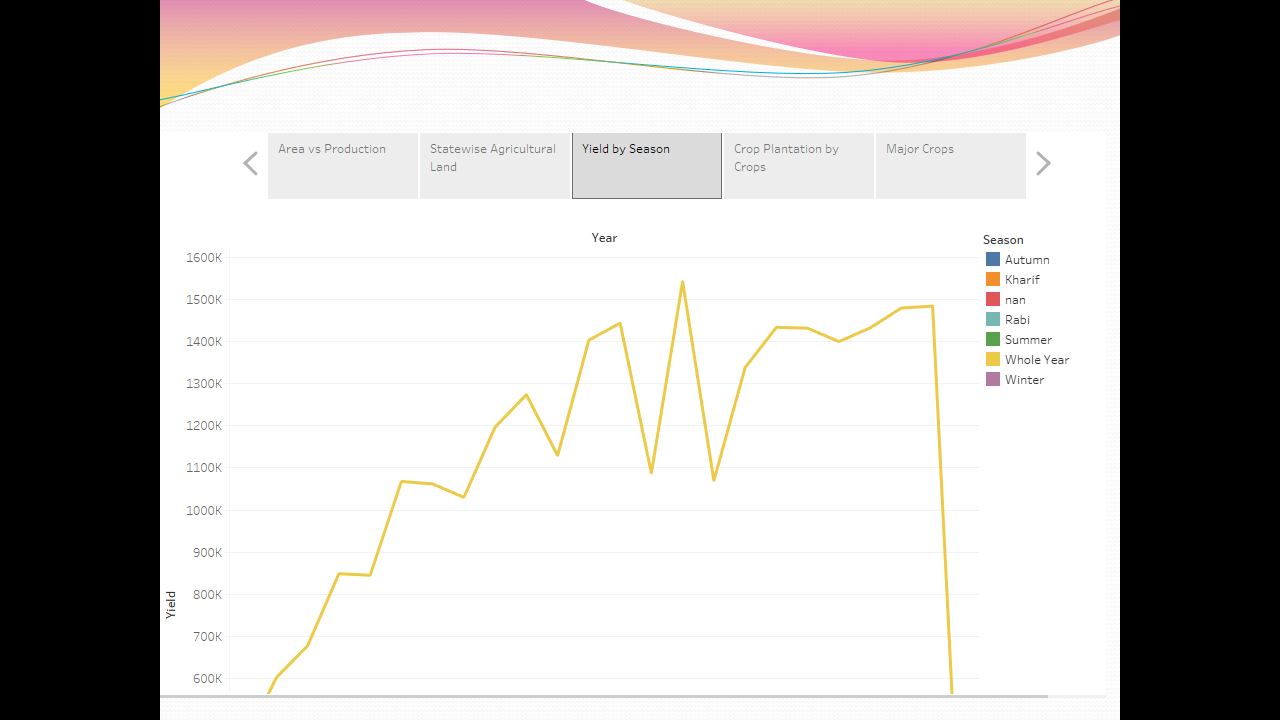 Area vs Production
Statewise Agricultural
Land
Yield by Season
Crop Plantation by
Crops
Major Crops
Year
Season
Autumn
Kharif
nan
Rabi
Summer
Whole Year
Winter
1600K
1500K
1400K
1300K
1200K
1100K
1000K
900K
800K
700K
600K
Yield